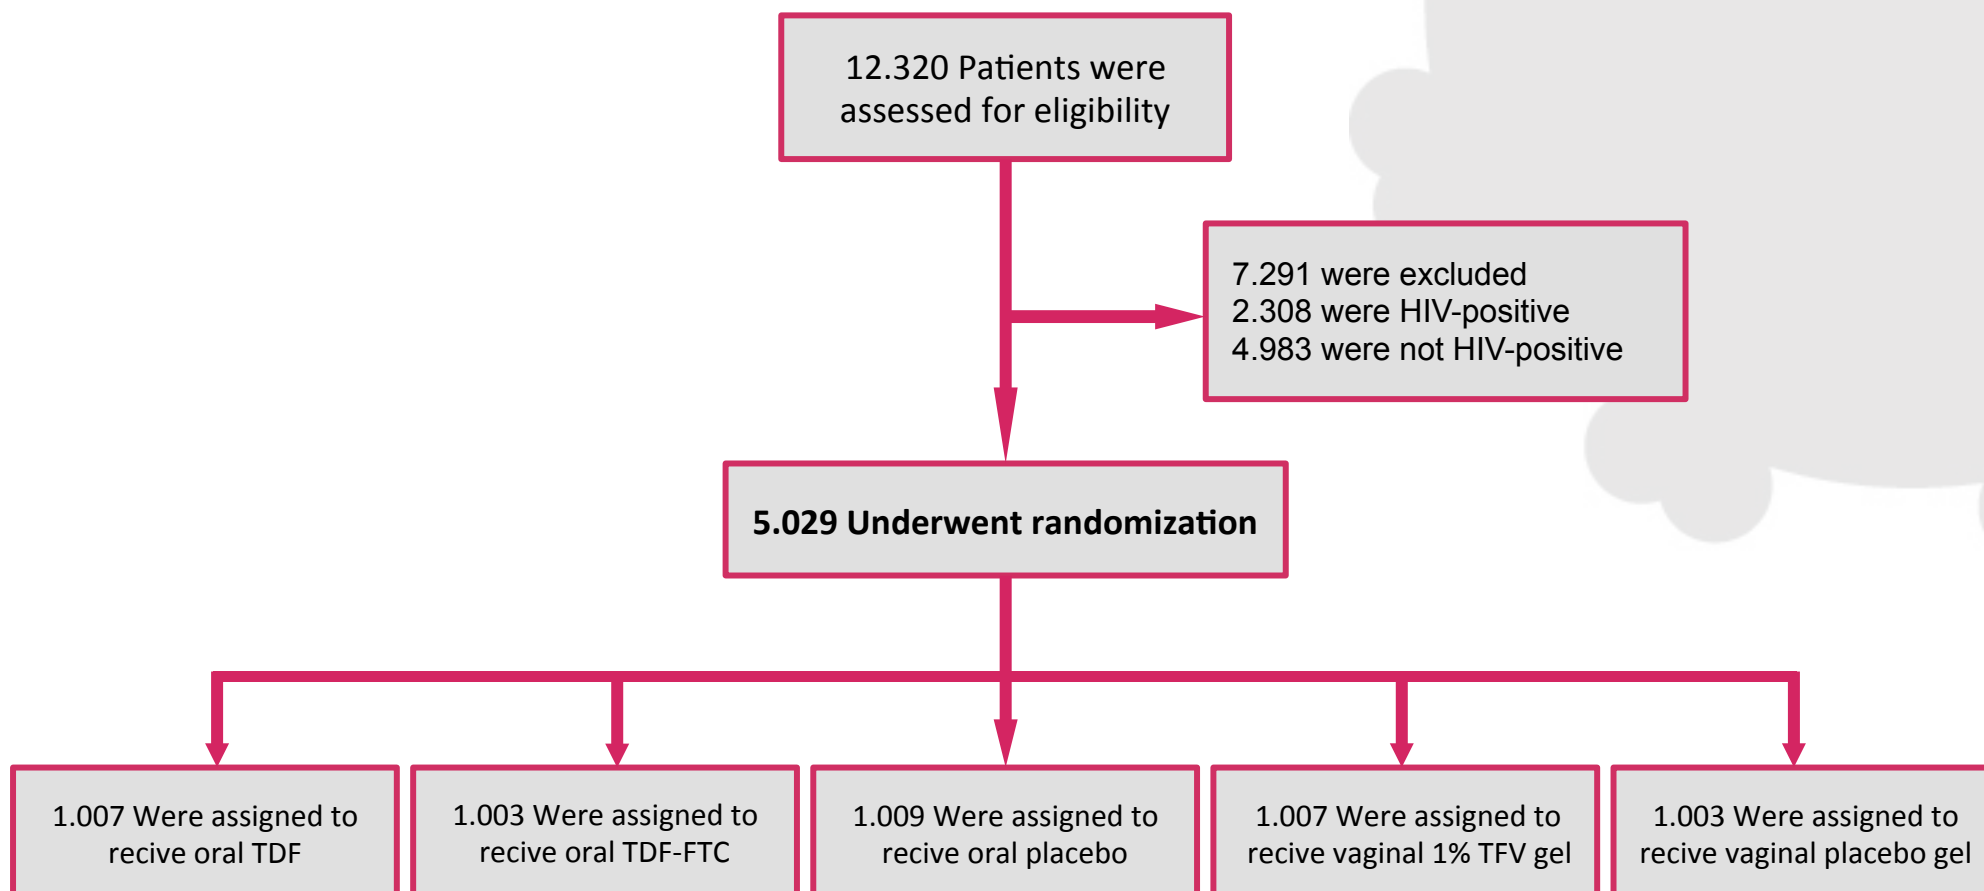 12.320 Patients were
assessed for eligibility
7.291 were excluded
2.308 were HIV-positive
4.983 were not HIV-positive
5.029 Underwent randomization
1.007 Were assigned to
recive oral TDF
1.003 Were assigned to
recive oral TDF-FTC
1.009 Were assigned to
recive oral placebo
1.007 Were assigned to
recive vaginal 1% TFV gel
1.003 Were assigned to
recive vaginal placebo gel